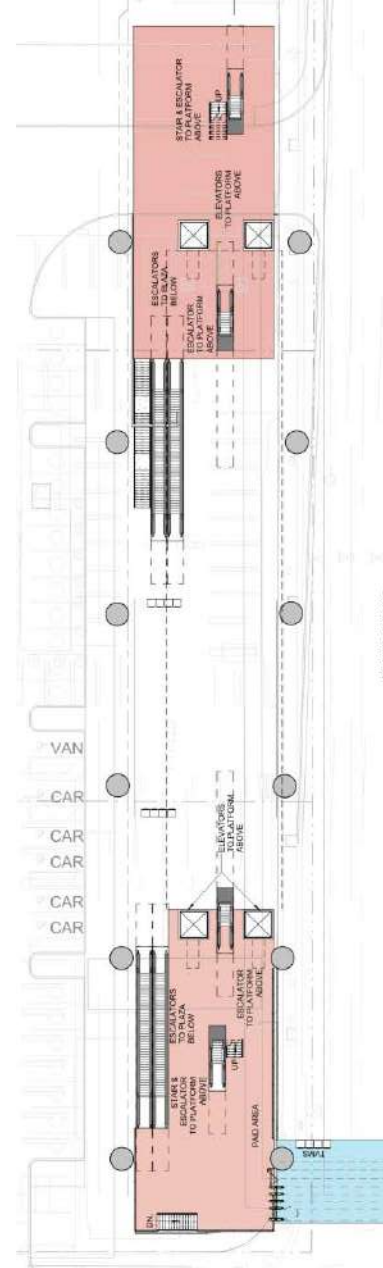 STAIR & ESCALATOR
TO PLATFORM
ABOVE
UP
ELEVATORS
TO PLATFORM
ABOVE
ESCALATORS
TO PLAZA
BELOW
ESCALATOR
TO PLATFORM
ABOVE
VAN
CAR
CAR
CAR
CAR
CAR
ELEVATORS
TO PLATFORM
ABOVE
ESCALATORS
TO PLAZA
BELOW
ESCALATOR
TO PLATFORM
ABOVE
STAIR &
ESCALATOR
TO PLATFORM
ABOVE
UP
PAID AREA
TVMS
DN.